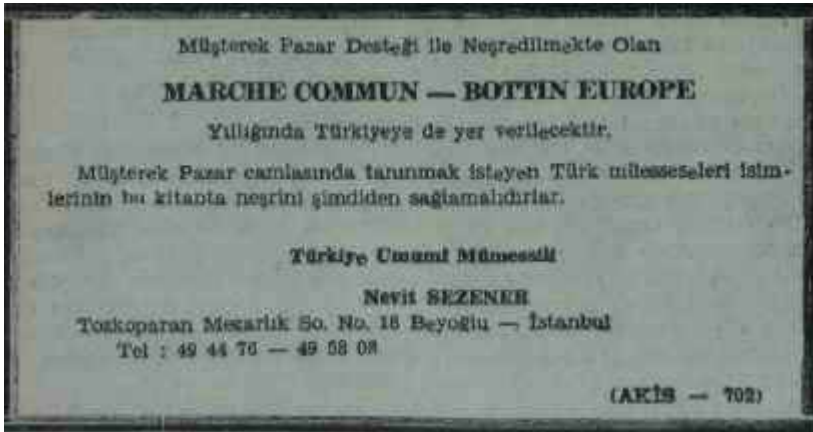 Müşterek Pazar Desteği ile Neşredilmekte Olan
MARCHE COMMUN — BOTTIN EUROPE
Yıllığında Türkiyeye de yer verilecektir.
Müşterek Pazar camiasında tanınmak isteyen Türk müesseseleri isim-
lerinin bu kitapta neşrini şimdiden sağlamalıdırlar.
Türkiye Umumî Mümessili
Nevit SEZENER
Tozkoparan Mezarlık So. No. 18 Beyoğlu — İstanbul
Tel : 49 44 76 — 49 58 08
(AKİS — 702)